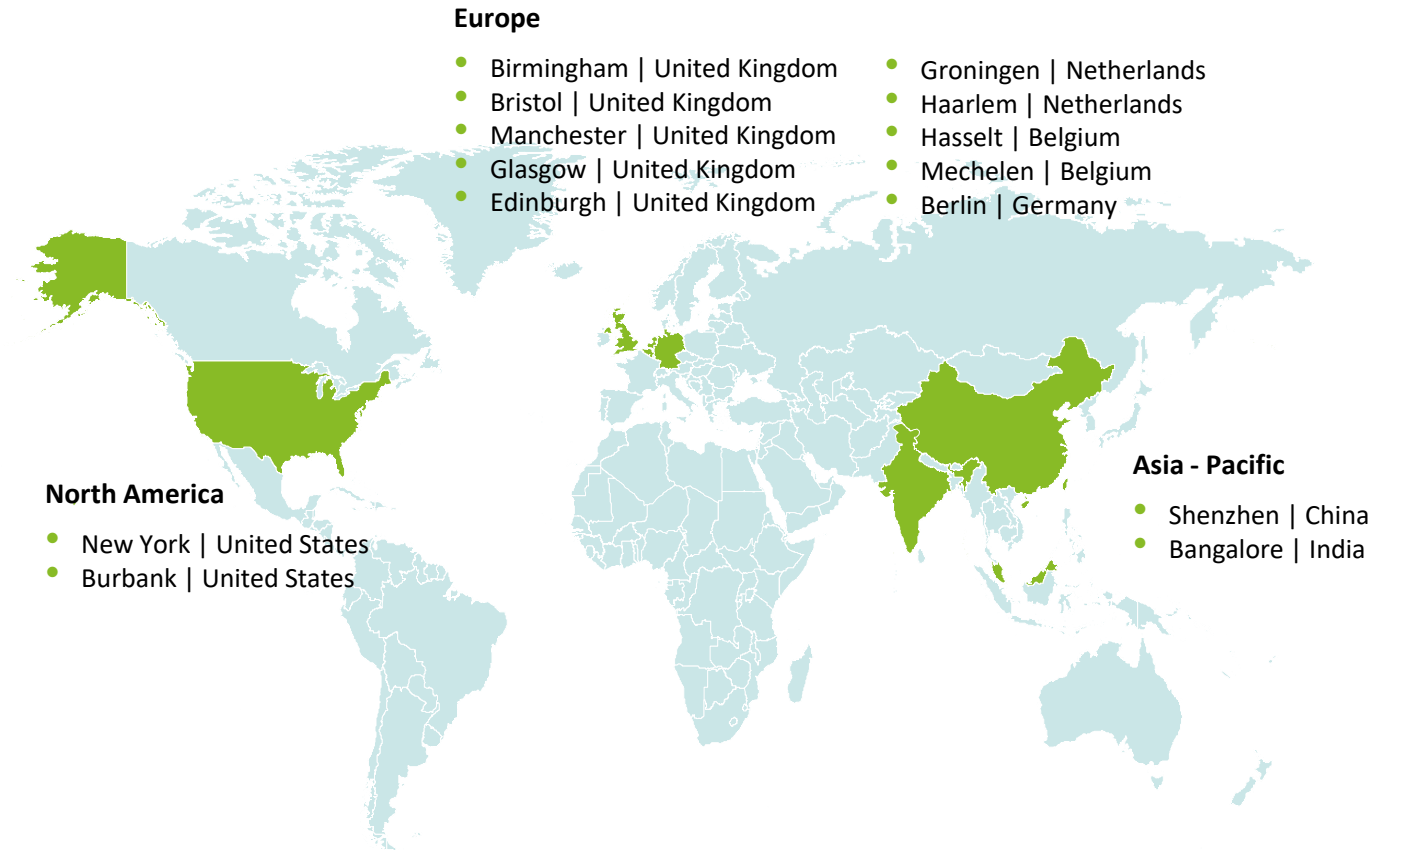 Europe
Birmingham | United Kingdom
Bristol | United Kingdom
Manchester | United Kingdom
Glasgow | United Kingdom
Edinburgh | United Kingdom
Groningen | Netherlands
Haarlem | Netherlands
Hasselt | Belgium
Mechelen | Belgium
Berlin | Germany
North America
New York | United States
Burbank | United States
Asia - Pacific
Shenzhen | China
Bangalore | India